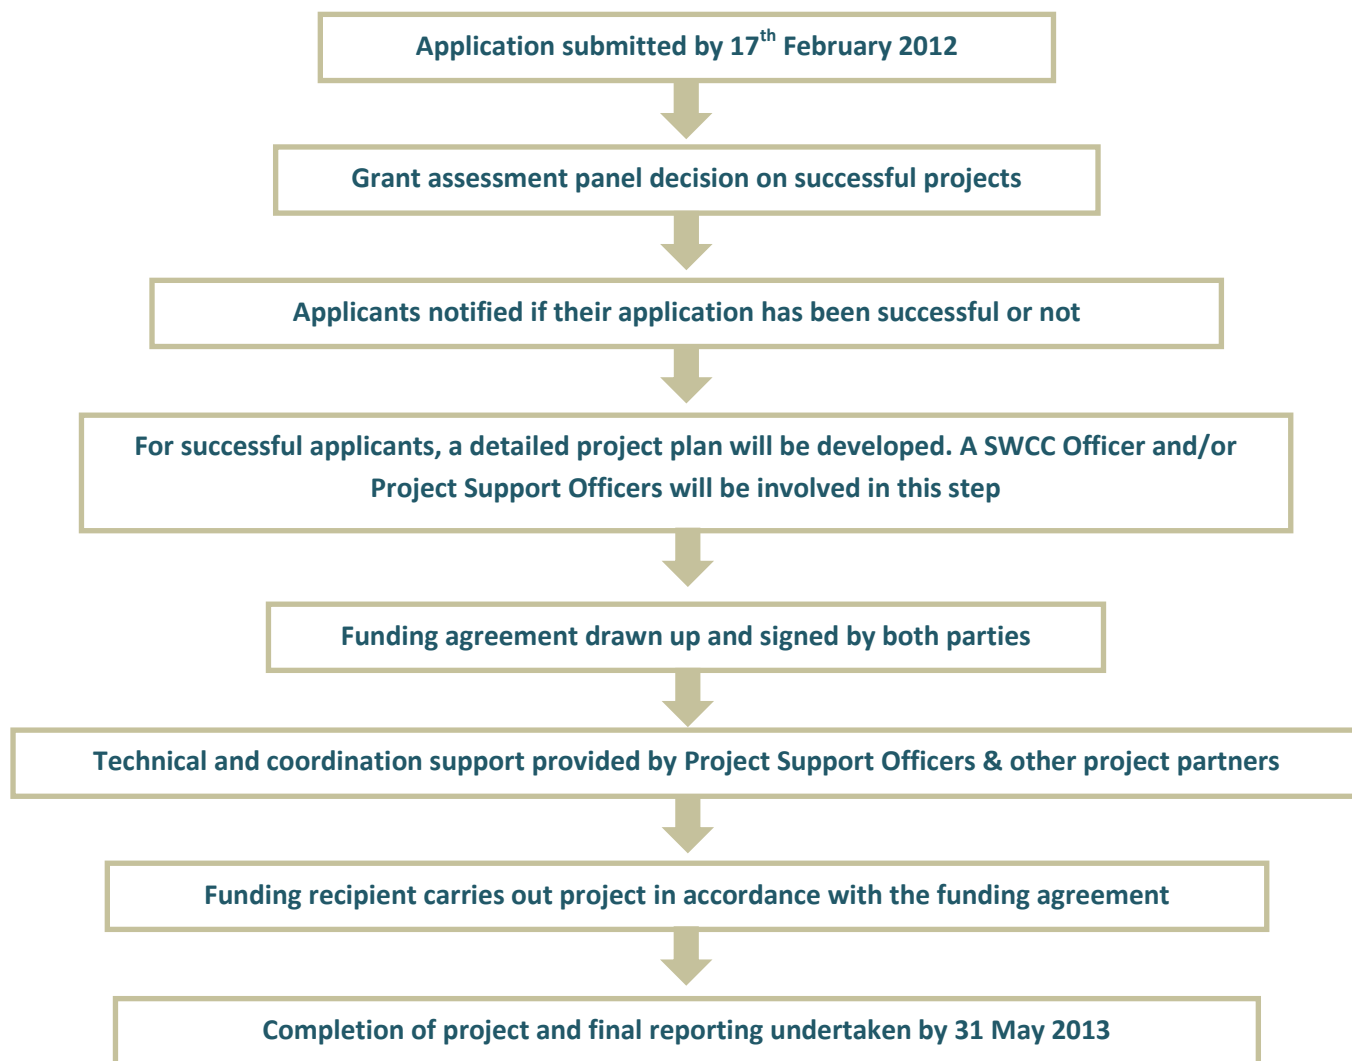 Application submitted by 17th February 2012
Grant assessment panel decision on successful projects
Applicants notified if their application has been successful or not
For successful applicants, a detailed project plan will be developed. A SWCC Officer and/or
Project Support Officers will be involved in this step
Funding agreement drawn up and signed by both parties
Technical and coordination support provided by Project Support Officers & other project partners
Funding recipient carries out project in accordance with the funding agreement
Completion of project and final reporting undertaken by 31 May 2013